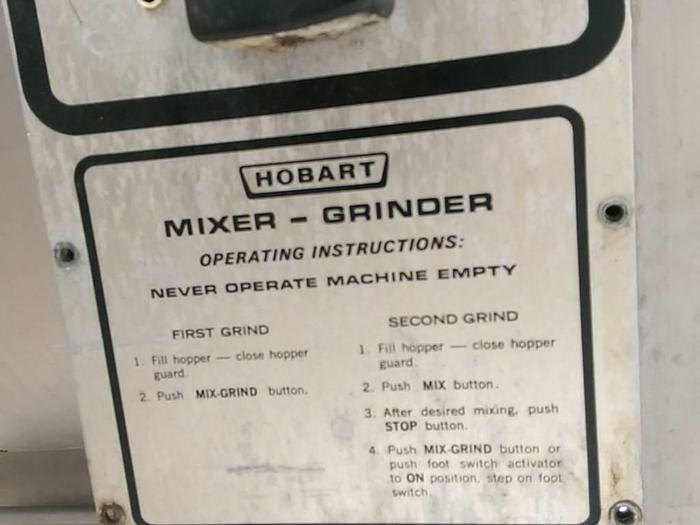 HOBART
MIXER – GRINDER
OPERATING INSTRUCTIONS:
NEVER OPERATE MACHINE EMPTY
FIRST GRIND
1. Fill hopper — close hopper
guard.
2. Push MIX-GRIND button.
SECOND GRIND
1. Fill hopper — close hopper
guard.
2. Push MIX button.
3. After desired mixing, push
STOP button.
4. Push MIX-GRIND button or
push foot switch activator
to ON position, step on foot
switch.